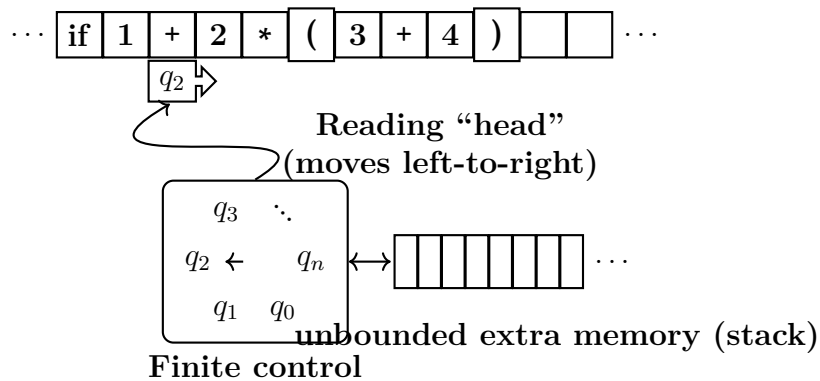 ··· if 1 + 2 * ( 3 + 4 ) ···
q₂
Reading “head”
(moves left-to-right)
q₃ ⋱
q₂ ← qₙ ↔ ···
q₁ q₀
unbounded extra memory (stack)
Finite control